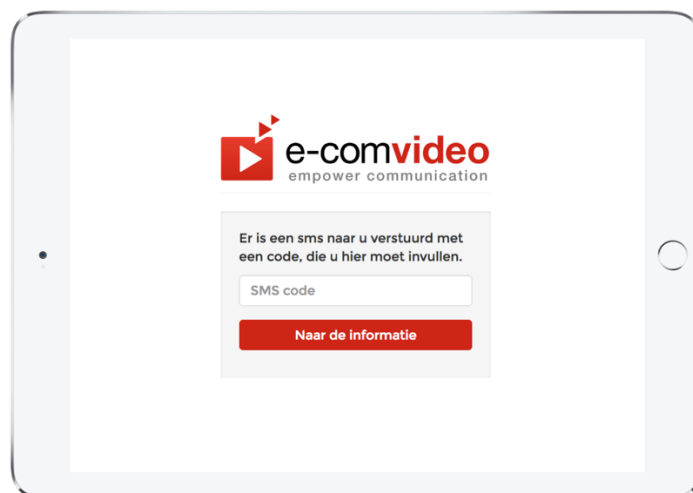 e-comvideo
empower communication
Er is een sms naar u verstuurd met
een code, die u hier moet invullen.
SMS code
Naar de informatie